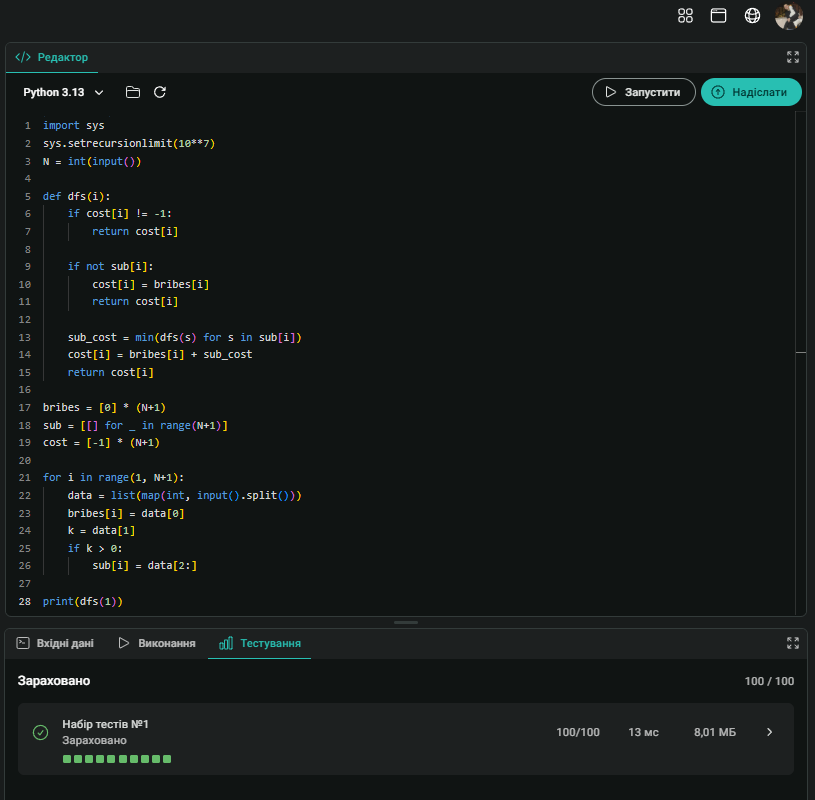 </> Редактор
Python 3.13
Запустити
Надіслати
1 import sys
2 sys.setrecursionlimit(10**7)
3 N = int(input())
4
5 def dfs(i):
6     if cost[i] != -1:
7         return cost[i]
8
9     if not sub[i]:
10         cost[i] = bribes[i]
11         return cost[i]
12
13     sub_cost = min(dfs(s) for s in sub[i])
14     cost[i] = bribes[i] + sub_cost
15     return cost[i]
16
17 bribes = [0] * (N+1)
18 sub = [[] for _ in range(N+1)]
19 cost = [-1] * (N+1)
20
21 for i in range(1, N+1):
22     data = list(map(int, input().split()))
23     bribes[i] = data[0]
24     k = data[1]
25     if k > 0:
26         sub[i] = data[2:]
27
28 print(dfs(1))
Вхідні дані
Виконання
Тестування
Зараховано
100 / 100
Набір тестів №1
Зараховано
100/100
13 мс
8,01 МБ